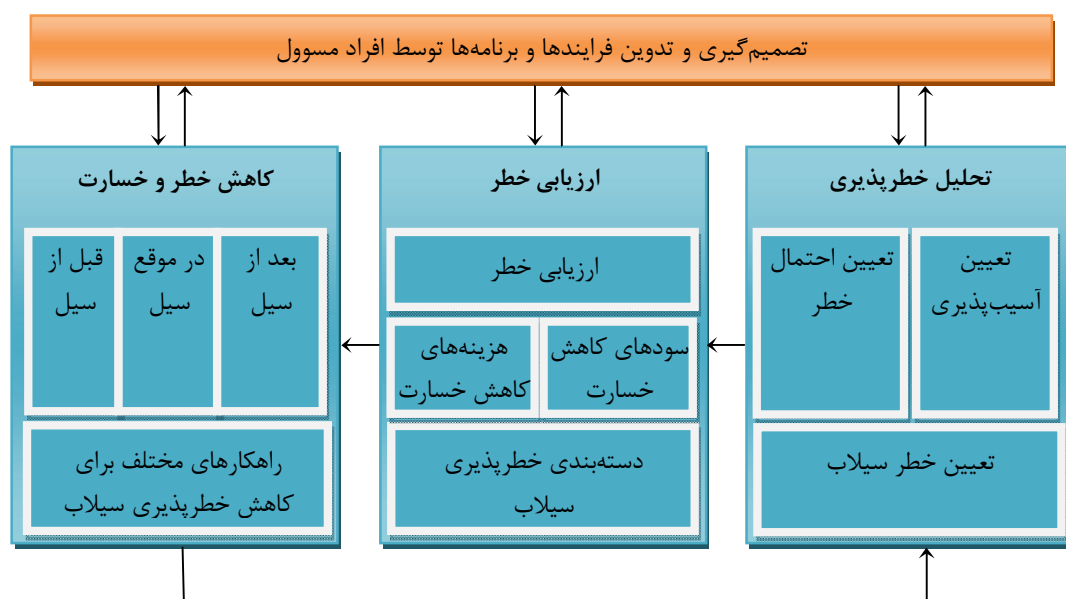 تصمیم‌گیری و تدوین فرایندها و برنامه‌ها توسط افراد مسوول
تحلیل خطرپذیری
تعیین
آسیب‌پذیری
تعیین احتمال
خطر
تعیین خطر سیلاب
ارزیابی خطر
ارزیابی خطر
سودهای کاهش
خسارت
هزینه‌های
کاهش خسارت
دسته‌بندی خطرپذیری
سیلاب
کاهش خطر و خسارت
بعد از
سیل
در موقع
سیل
قبل از
سیل
راهکارهای مختلف برای
کاهش خطرپذیری سیلاب